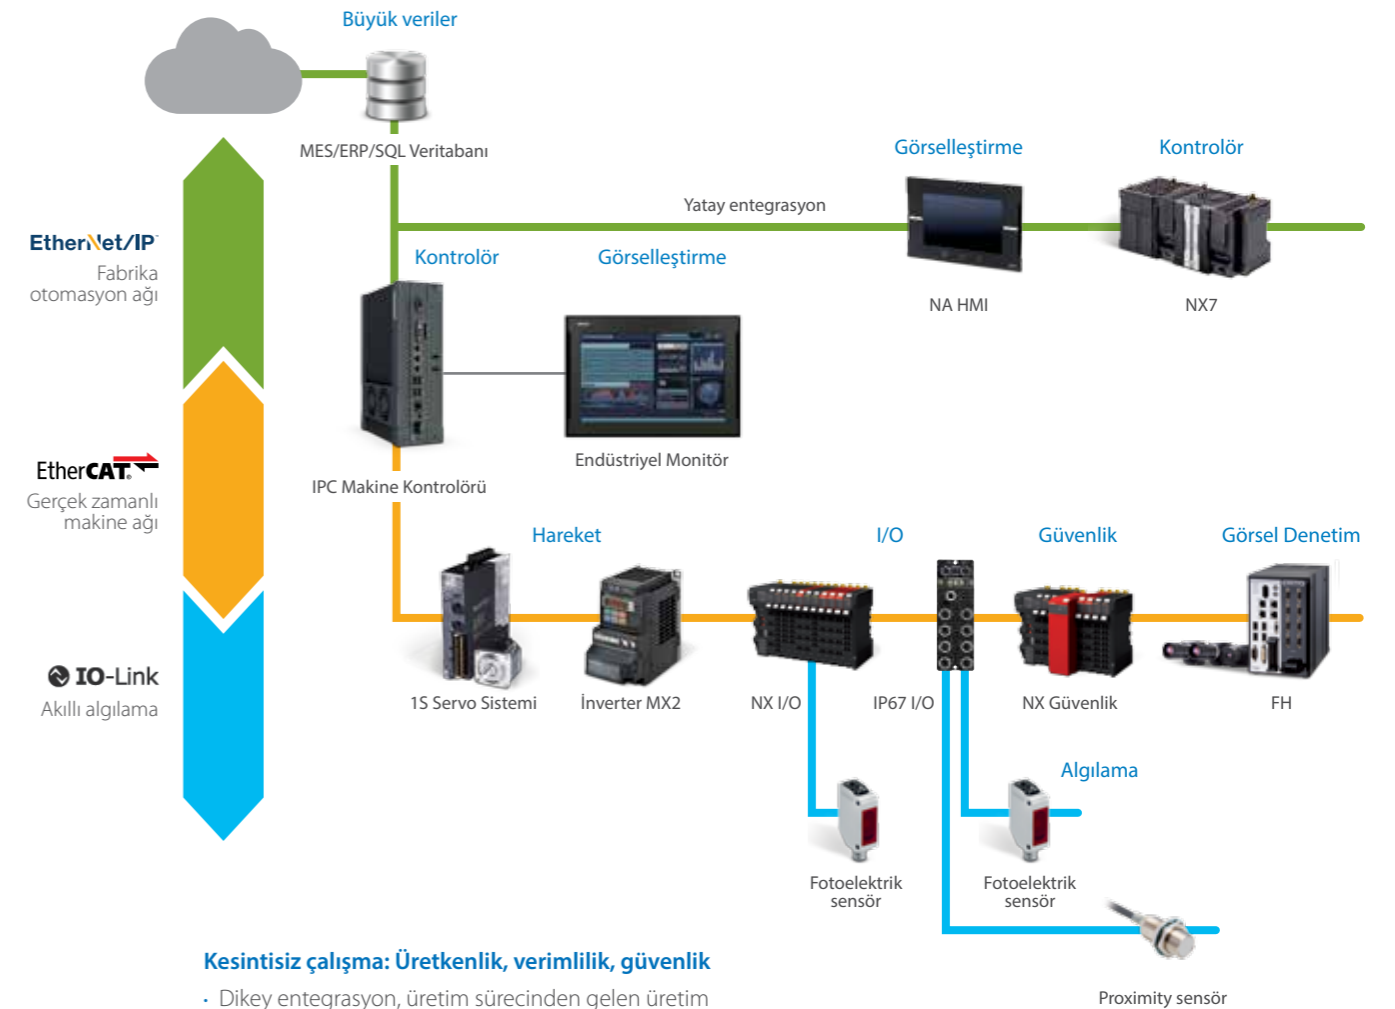 Büyük veriler
MES/ERP/SQL Veritabanı
Görselleştirme
Kontrolör
Yatay entegrasyon
EtherNet/IP
Fabrika
otomasyon ağı
Kontrolör
Görselleştirme
NA HMI
NX7
Endüstriyel Monitör
IPC Makine Kontrolörü
EtherCAT®
Gerçek zamanlı
makine ağı
Hareket
I/O
Güvenlik
Görsel Denetim
IO-Link
Akıllı algılama
1S Servo Sistemi
İnverter MX2
NX I/O
IP67 I/O
NX Güvenlik
FH
Algılama
Fotoelektrik
sensör
Fotoelektrik
sensör
Kesintisiz çalışma: Üretkenlik, verimlilik, güvenlik
• Dikey entegrasyon, üretim sürecinden gelen üretim
Proximity sensör